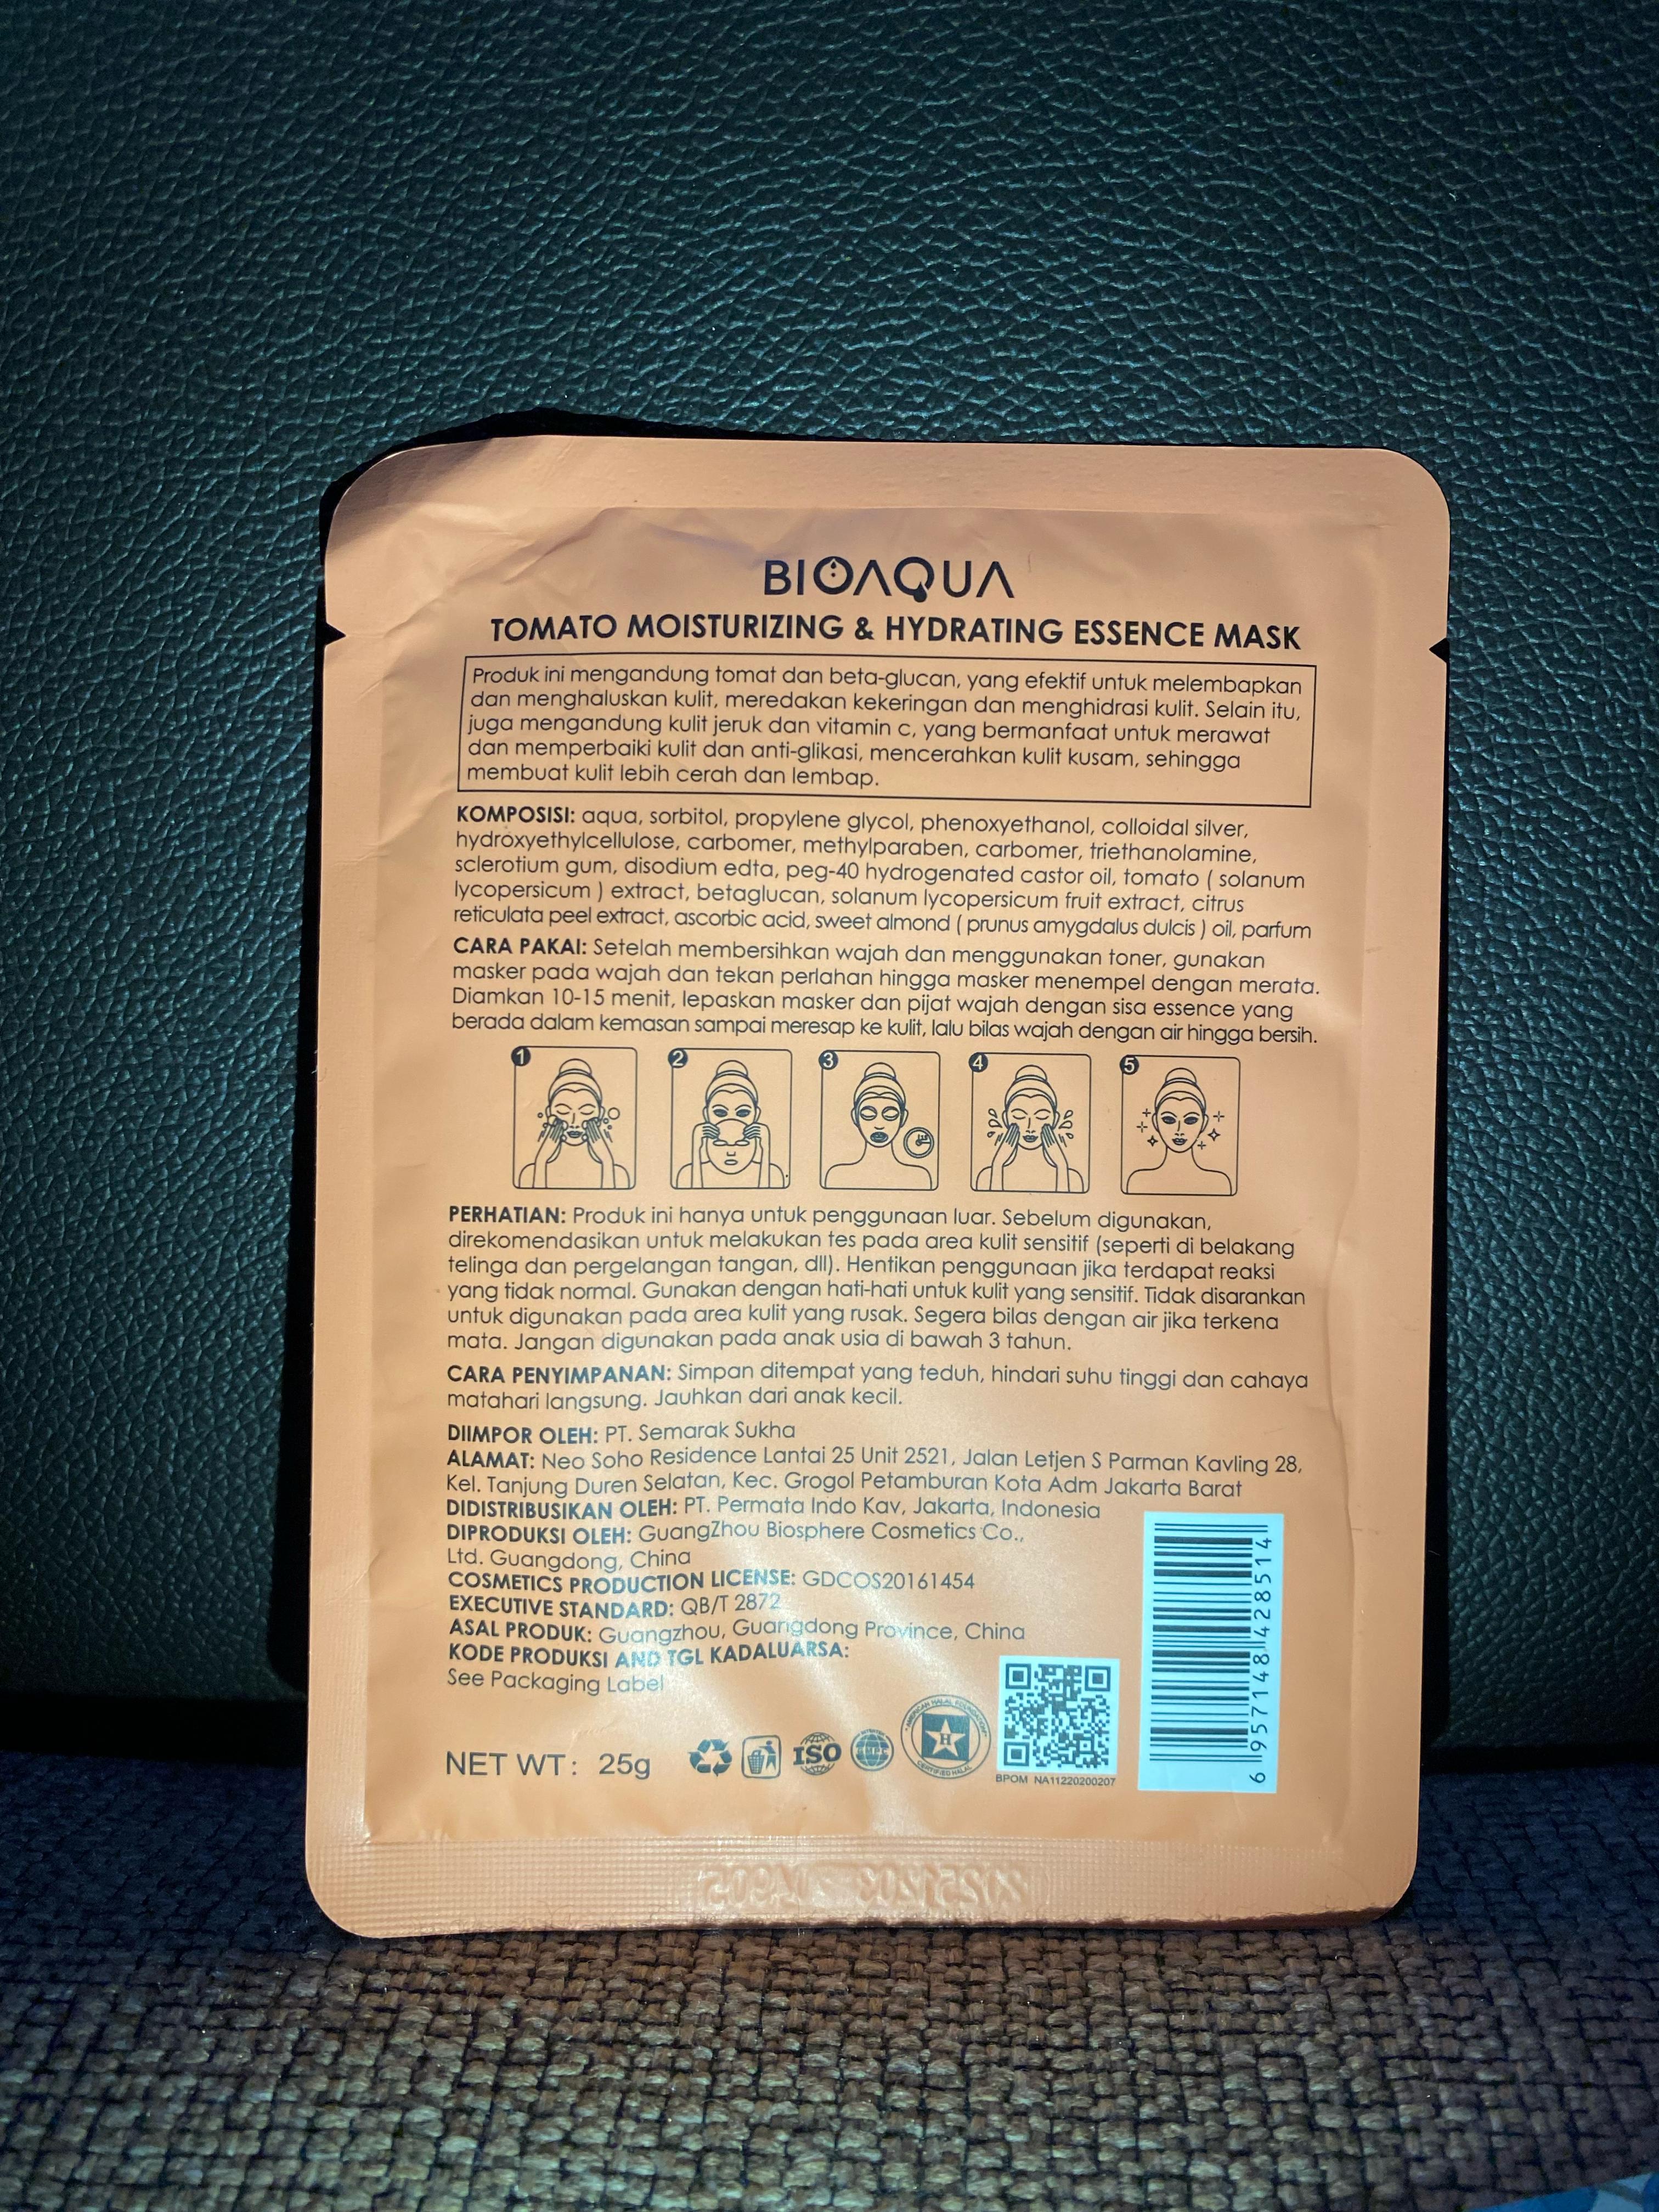 BIOAQUA
TOMATO MOISTURIZING & HYDRATING ESSENCE MASK
Produk ini mengandung tomat dan beta-glucan, yang efektif untuk melembapkan
dan menghaluskan kulit, meredakan kekeringan dan menghidrasi kulit. Selain itu,
juga mengandung kulit jeruk dan vitamin c, yang bermanfaat untuk merawat
dan memperbaiki kulit dan anti-glikasi, mencerahkan kulit kusam, sehingga
membuat kulit lebih cerah dan lembap.
KOMPOSISI: aqua, sorbitol, propylene glycol, phenoxyethanol, colloidal silver,
hydroxyethylcellulose, carbomer, methylparaben, carbomer, triethanolamine,
sclerotium gum, disodium edta, peg-40 hydrogenated castor oil, tomato ( solanum
lycopersicum ) extract, betaglucan, solanum lycopersicum fruit extract, citrus
reticulata peel extract, ascorbic acid, sweet almond ( prunus amygdalus dulcis ) oil, parfum
CARA PAKAI: Setelah membersihkan wajah dan menggunakan toner, gunakan
masker pada wajah dan tekan perlahan hingga masker menempel dengan merata.
Diamkan 10-15 menit, lepaskan masker dan pijat wajah dengan sisa essence yang
berada dalam kemasan sampai meresap ke kulit, lalu bilas wajah dengan air hingga bersih.
1 2 3 4 5
PERHATIAN: Produk ini hanya untuk penggunaan luar. Sebelum digunakan,
direkomendasikan untuk melakukan tes pada area kulit sensitif (seperti di belakang
telinga dan pergelangan tangan, dll). Hentikan penggunaan jika terdapat reaksi
yang tidak normal. Gunakan dengan hati-hati untuk kulit yang sensitif. Tidak disarankan
untuk digunakan pada area kulit yang rusak. Segera bilas dengan air jika terkena
mata. Jangan digunakan pada anak usia di bawah 3 tahun.
CARA PENYIMPANAN: Simpan ditempat yang teduh, hindari suhu tinggi dan cahaya
matahari langsung. Jauhkan dari anak kecil.
DIIMPOR OLEH: PT. Semarak Sukha
ALAMAT: Neo Soho Residence Lantai 25 Unit 2521, Jalan Letjen S Parman Kavling 28,
Kel. Tanjung Duren Selatan, Kec. Grogol Petamburan Kota Adm Jakarta Barat
DIDISTRIBUSIKAN OLEH: PT. Permata Indo Kav, Jakarta, Indonesia
DIPRODUKSI OLEH: GuangZhou Biosphere Cosmetics Co.,
Ltd. Guangdong, China
COSMETICS PRODUCTION LICENSE: GDCOS20161454
EXECUTIVE STANDARD: QB/T 2872
ASAL PRODUK: Guangzhou, Guangdong Province, China
KODE PRODUKSI AND TGL KADALUARSA:
See Packaging Label
NET WT: 25g
ISO
AMERICAN HALAL FOUNDATION
H
CERTIFIED HALAL
BPOM NA11220200207
6 957148 428514